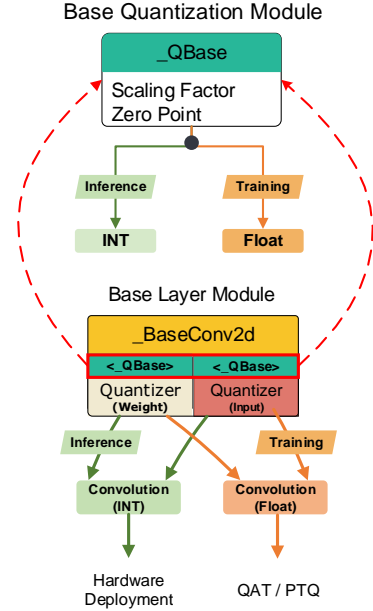 Base Quantization Module
_QBase
Scaling Factor
Zero Point
Inference
Training
INT
Float
Base Layer Module
_BaseConv2d
<_QBase>
<_QBase>
Quantizer
(Weight)
Quantizer
(Input)
Inference
Training
Convolution
(INT)
Convolution
(Float)
Hardware
Deployment
QAT / PTQ